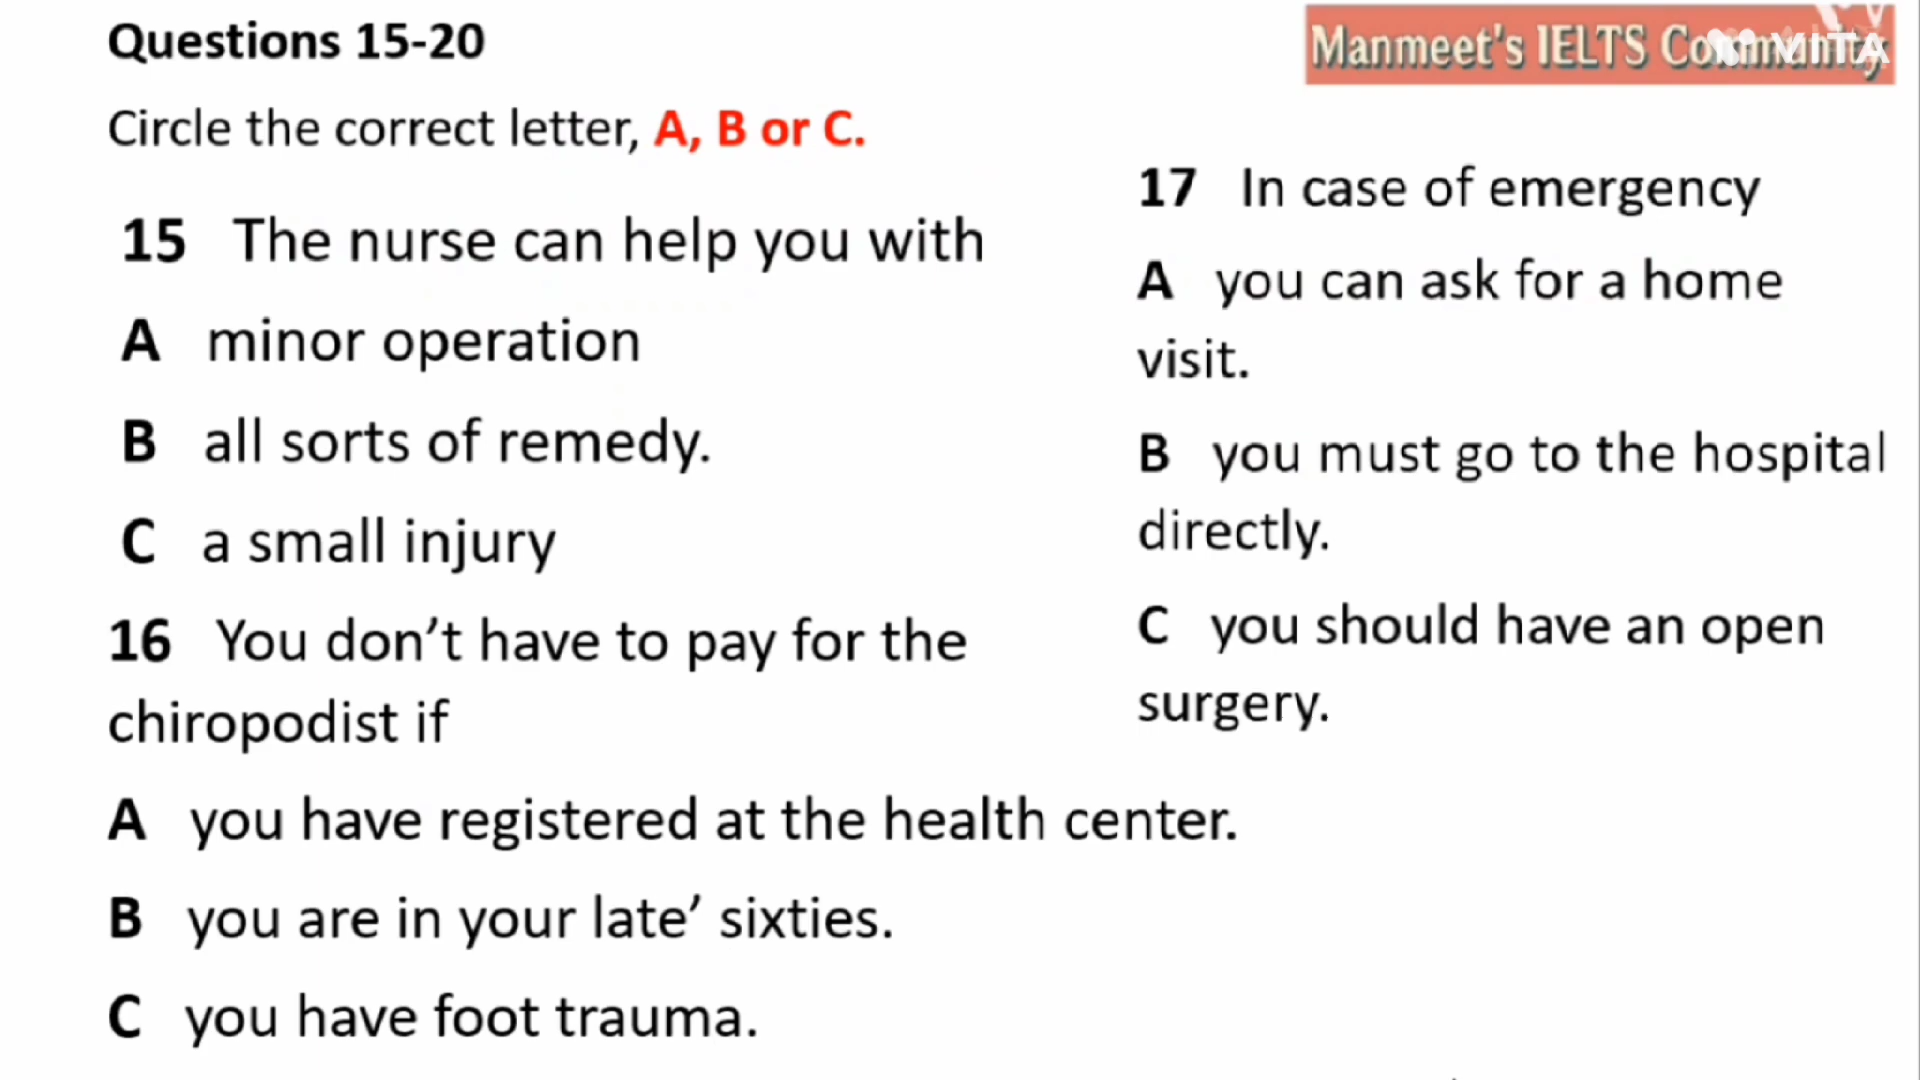 Questions 15-20
Circle the correct letter, A, B or C.
15 The nurse can help you with
A minor operation
B all sorts of remedy.
C a small injury
16 You don’t have to pay for the
chiropodist if
A you have registered at the health center.
B you are in your late’ sixties.
C you have foot trauma.
Manmeet's IELTS Community
VITA
17 In case of emergency
A you can ask for a home
visit.
B you must go to the hospital
directly.
C you should have an open
surgery.